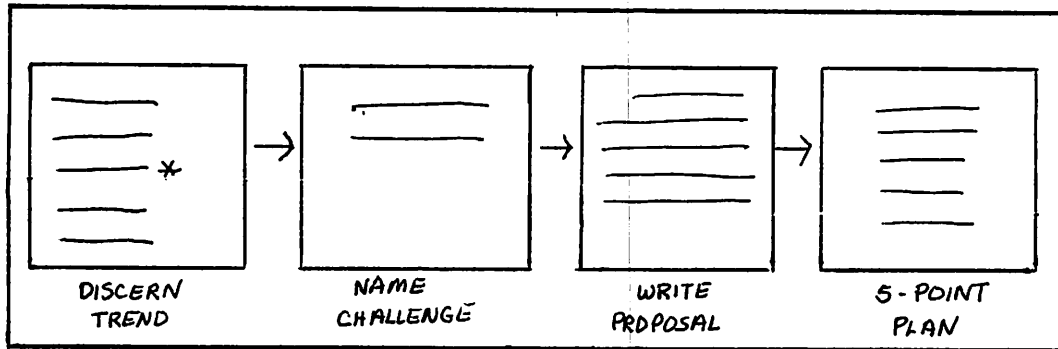 DISCERN
TREND
NAME
CHALLENGE
WRITE
PROPOSAL
5-POINT
PLAN